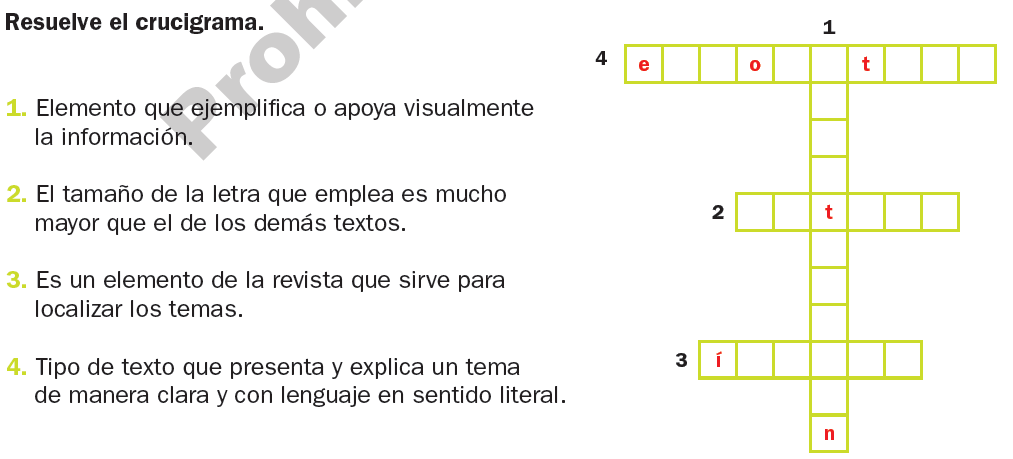 Resuelve el crucigrama.
1. Elemento que ejemplifica o apoya visualmente
la información.
2. El tamaño de la letra que emplea es mucho
mayor que el de los demás textos.
3. Es un elemento de la revista que sirve para
localizar los temas.
4. Tipo de texto que presenta y explica un tema
de manera clara y con lenguaje en sentido literal.
1
4 e o t
2 t
3 í
n
Proh